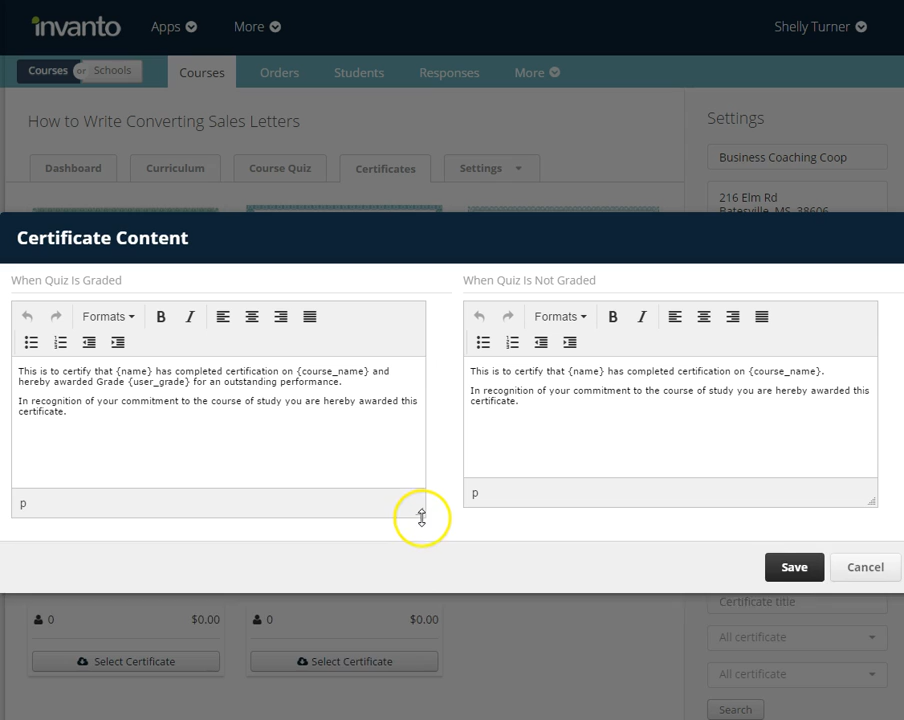 invanto
Apps
More
Shelly Turner
Courses or Schools
Courses
Orders
Students
Responses
More
How to Write Converting Sales Letters
Settings
Dashboard
Curriculum
Course Quiz
Certificates
Settings
Business Coaching Coop
216 Elm Rd
Batesville, MS, 38606
Certificate Content
When Quiz Is Graded
Formats
B
I
This is to certify that {name} has completed certification on {course_name} and
hereby awarded Grade {user_grade} for an outstanding performance.
In recognition of your commitment to the course of study you are hereby awarded this
certificate.
p
When Quiz Is Not Graded
Formats
B
I
This is to certify that {name} has completed certification on {course_name}.
In recognition of your commitment to the course of study you are hereby awarded this
certificate.
p
Save
Cancel
0
$0.00
0
$0.00
Select Certificate
Select Certificate
Certificate title
All certificate
All certificate
Search